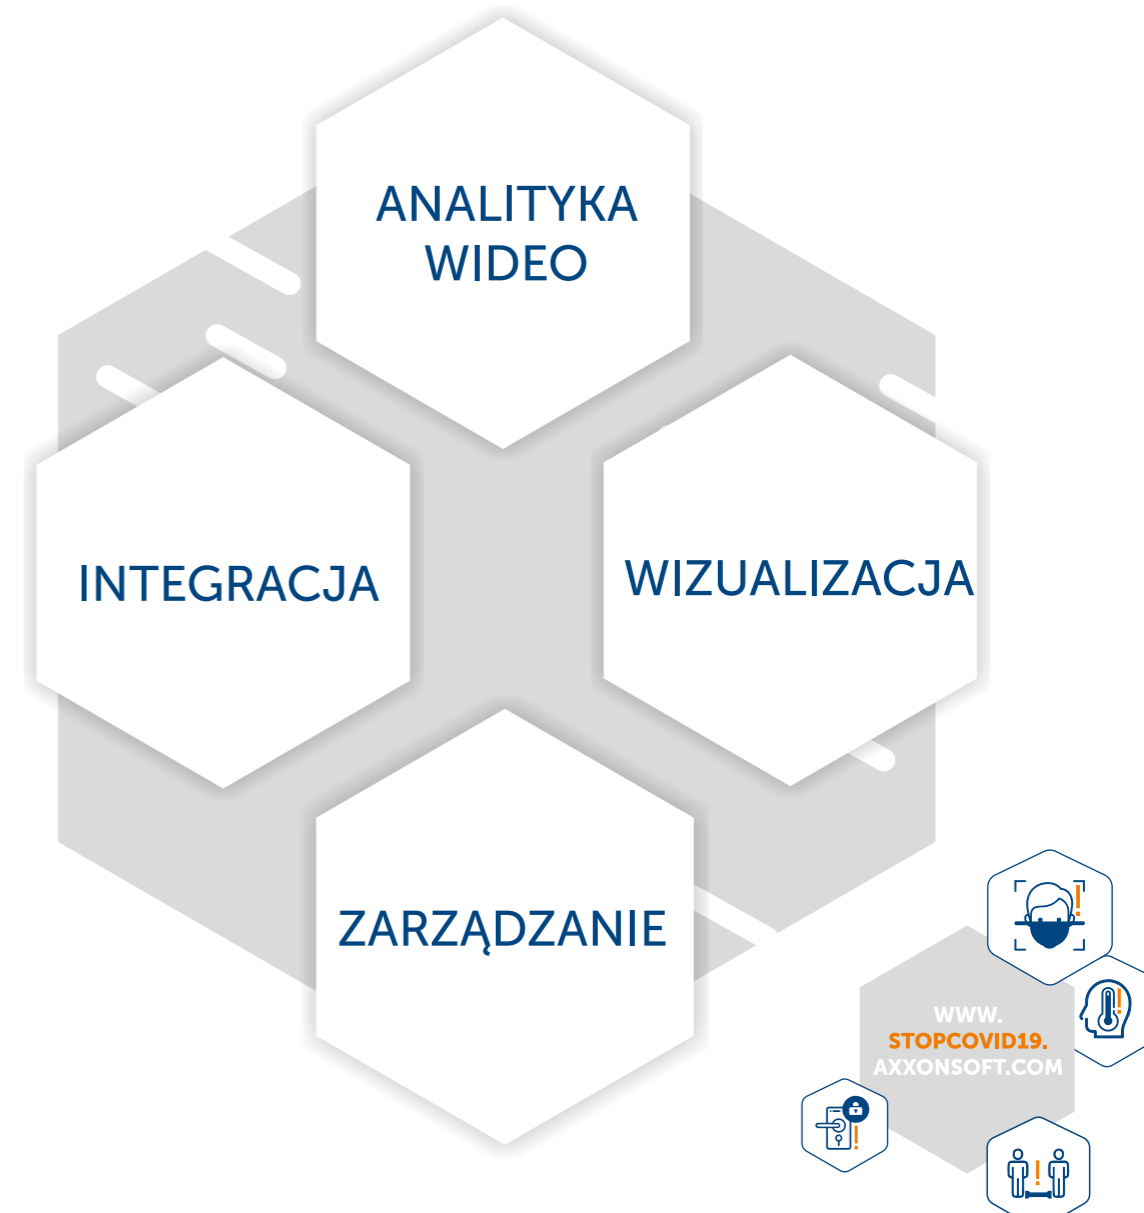 ANALITYKA
WIDEO
INTEGRACJA
WIZUALIZACJA
ZARZĄDZANIE
WWW.
STOPCOVID19.
AXXONSOFT.COM